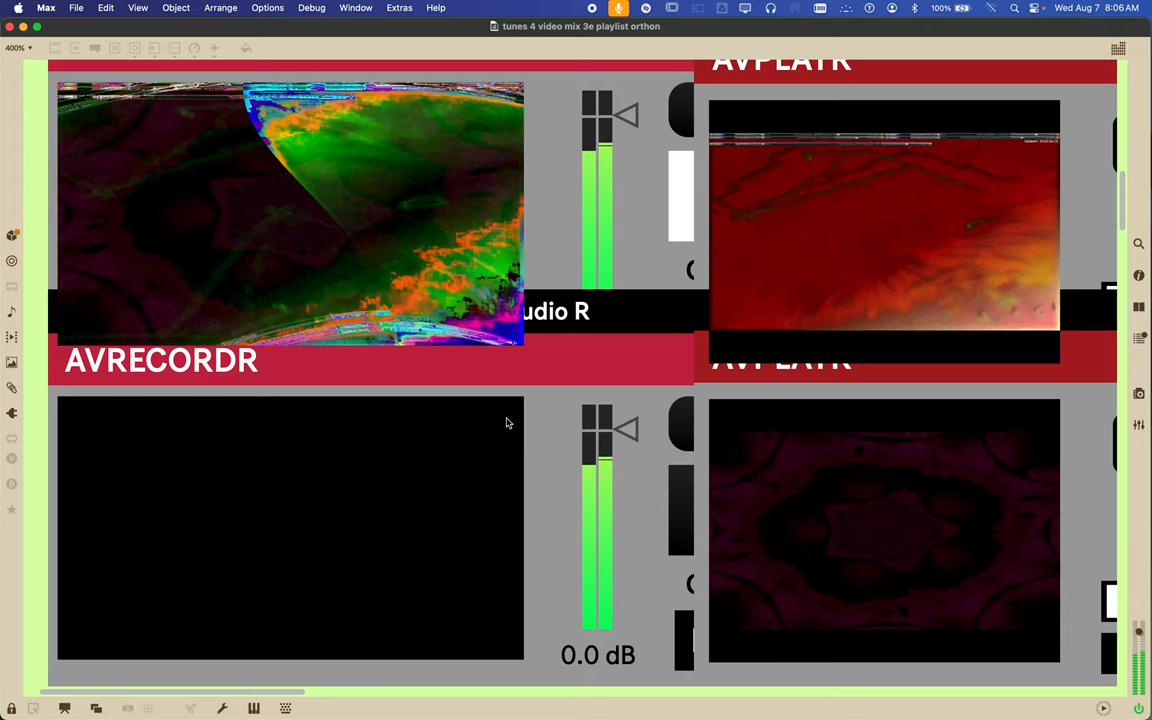 Max File Edit View Object Arrange Options Debug Window Extras Help
100% Wed Aug 7 8:06 AM
tunes 4 video mix 3e playlist orthon
400%
AVPLAYR
udio R
AVRECORDR
AVPLAYR
0.0 dB